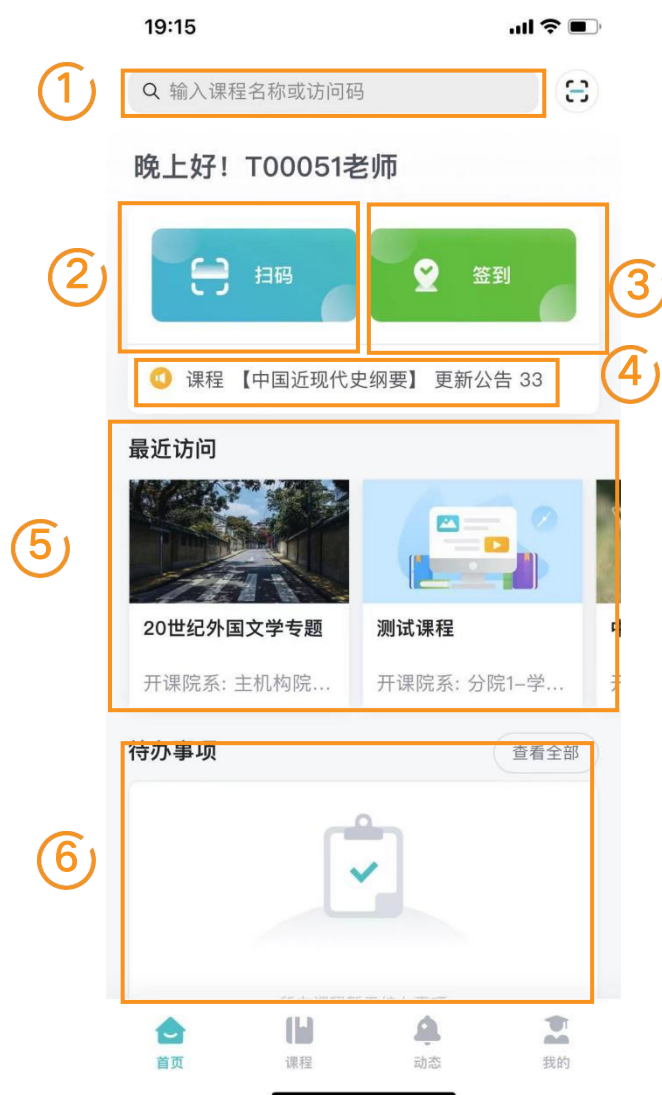 19:15
① 输入课程名称或访问码
晚上好！T00051老师
② 扫码 签到 ③
课程 【中国近现代史纲要】 更新公告 33 ④
最近访问
⑤
20世纪外国文学专题 测试课程
开课院系: 主机构院... 开课院系: 分院1-学...
待办事项 查看全部
⑥
首页 课程 动态 我的